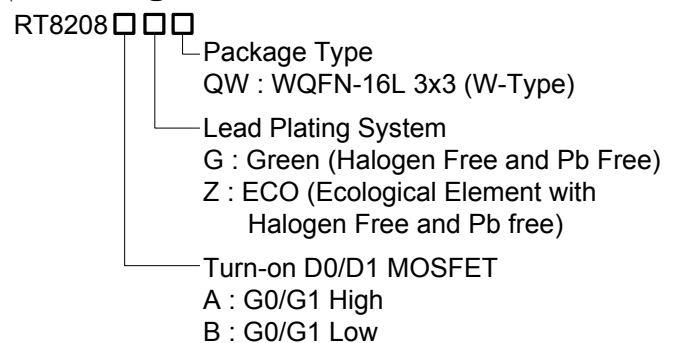 RT8208
Package Type
QW : WQFN-16L 3x3 (W-Type)
Lead Plating System
G : Green (Halogen Free and Pb Free)
Z : ECO (Ecological Element with
Halogen Free and Pb free)
Turn-on D0/D1 MOSFET
A : G0/G1 High
B : G0/G1 Low